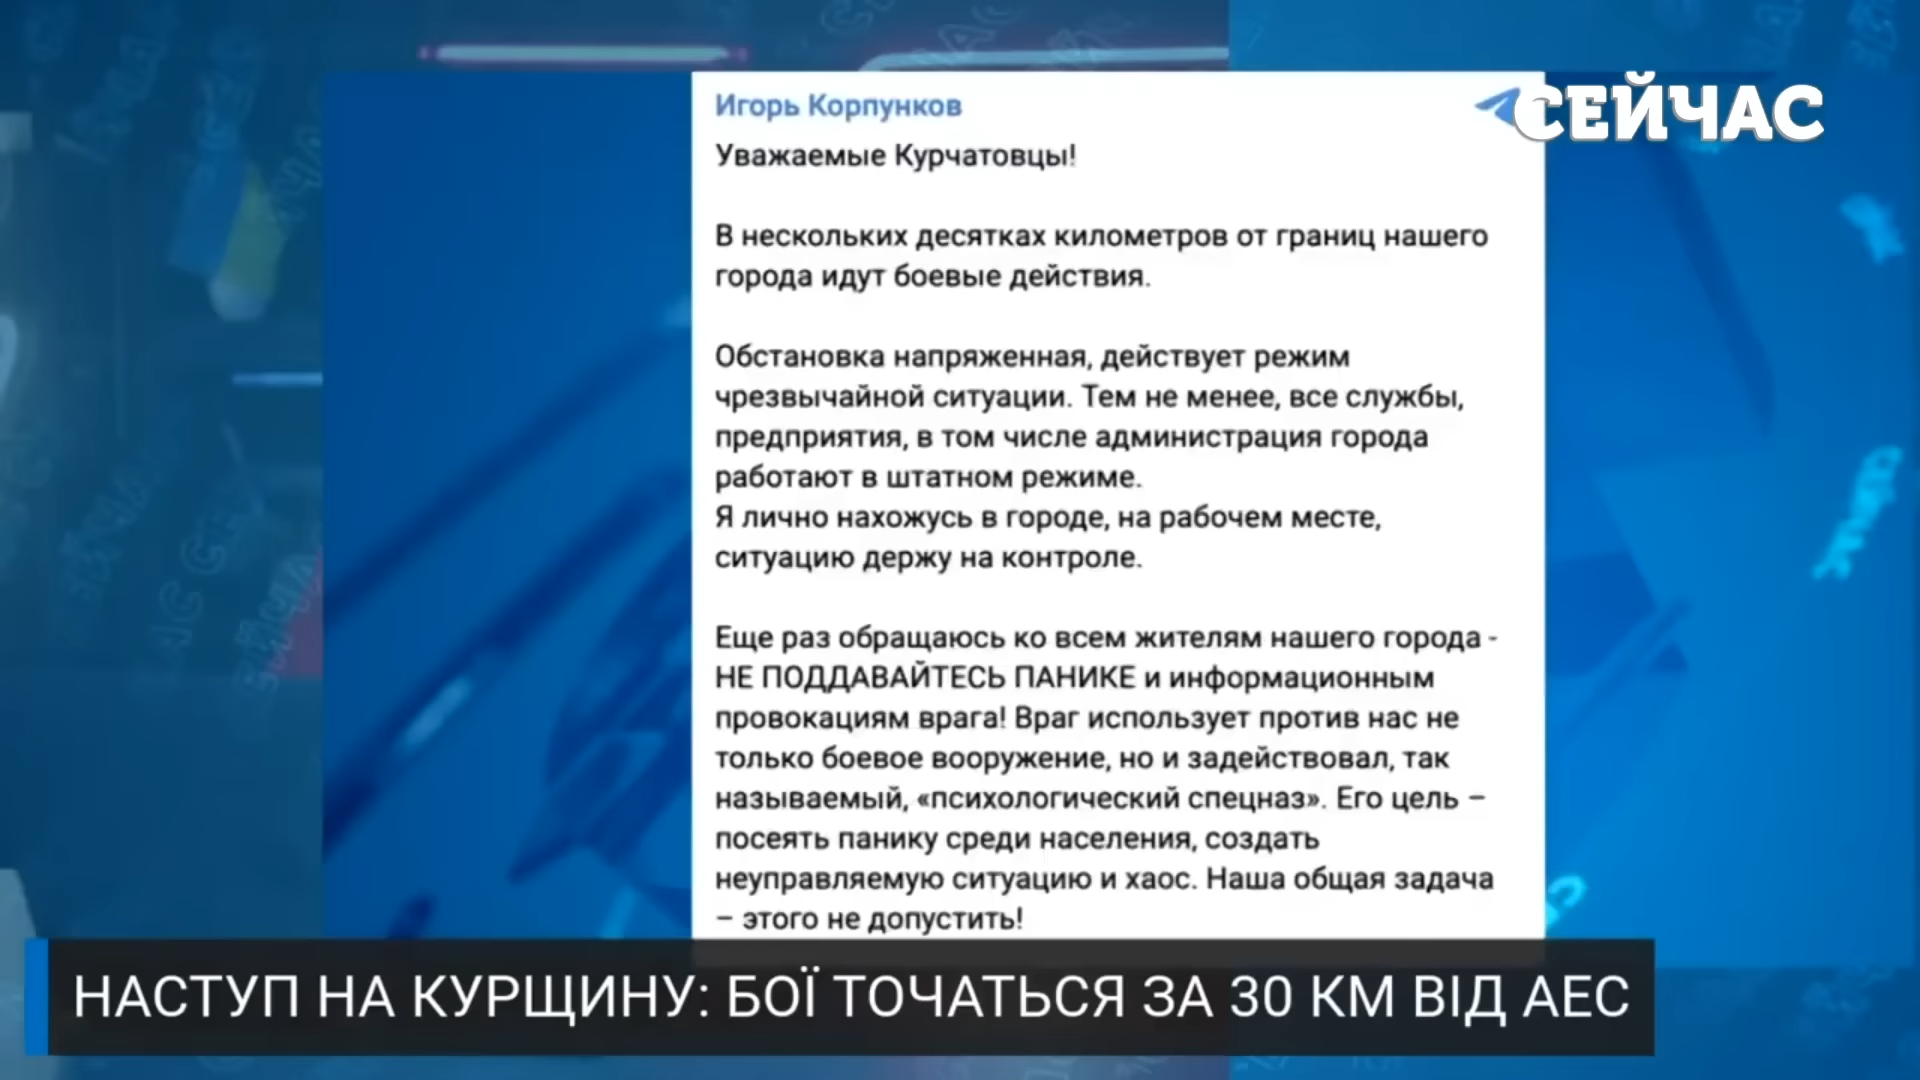 СЕЙЧАС
Игорь Корпунков
Уважаемые Курчатовцы!
В нескольких десятках километров от границ нашего
города идут боевые действия.
Обстановка напряженная, действует режим
чрезвычайной ситуации. Тем не менее, все службы,
предприятия, в том числе администрация города
работают в штатном режиме.
Я лично нахожусь в городе, на рабочем месте,
ситуацию держу на контроле.
Еще раз обращаюсь ко всем жителям нашего города -
НЕ ПОДДАВАЙТЕСЬ ПАНИКЕ и информационным
провокациям врага! Враг использует против нас не
только боевое вооружение, но и задействовал, так
называемый, «психологический спецназ». Его цель –
посеять панику среди населения, создать
неуправляемую ситуацию и хаос. Наша общая задача
– этого не допустить!
НАСТУП НА КУРЩИНУ: БОЇ ТОЧАТЬСЯ ЗА 30 КМ ВІД АЕС